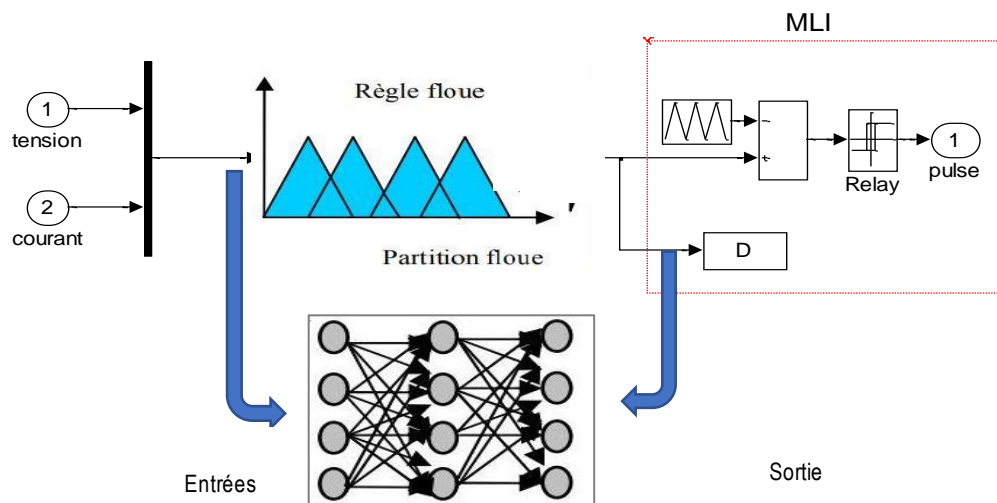 MLI
1
tension
2
courant
Règle floue
Partition floue
Relay
1
pulse
D
Entrées
Sortie